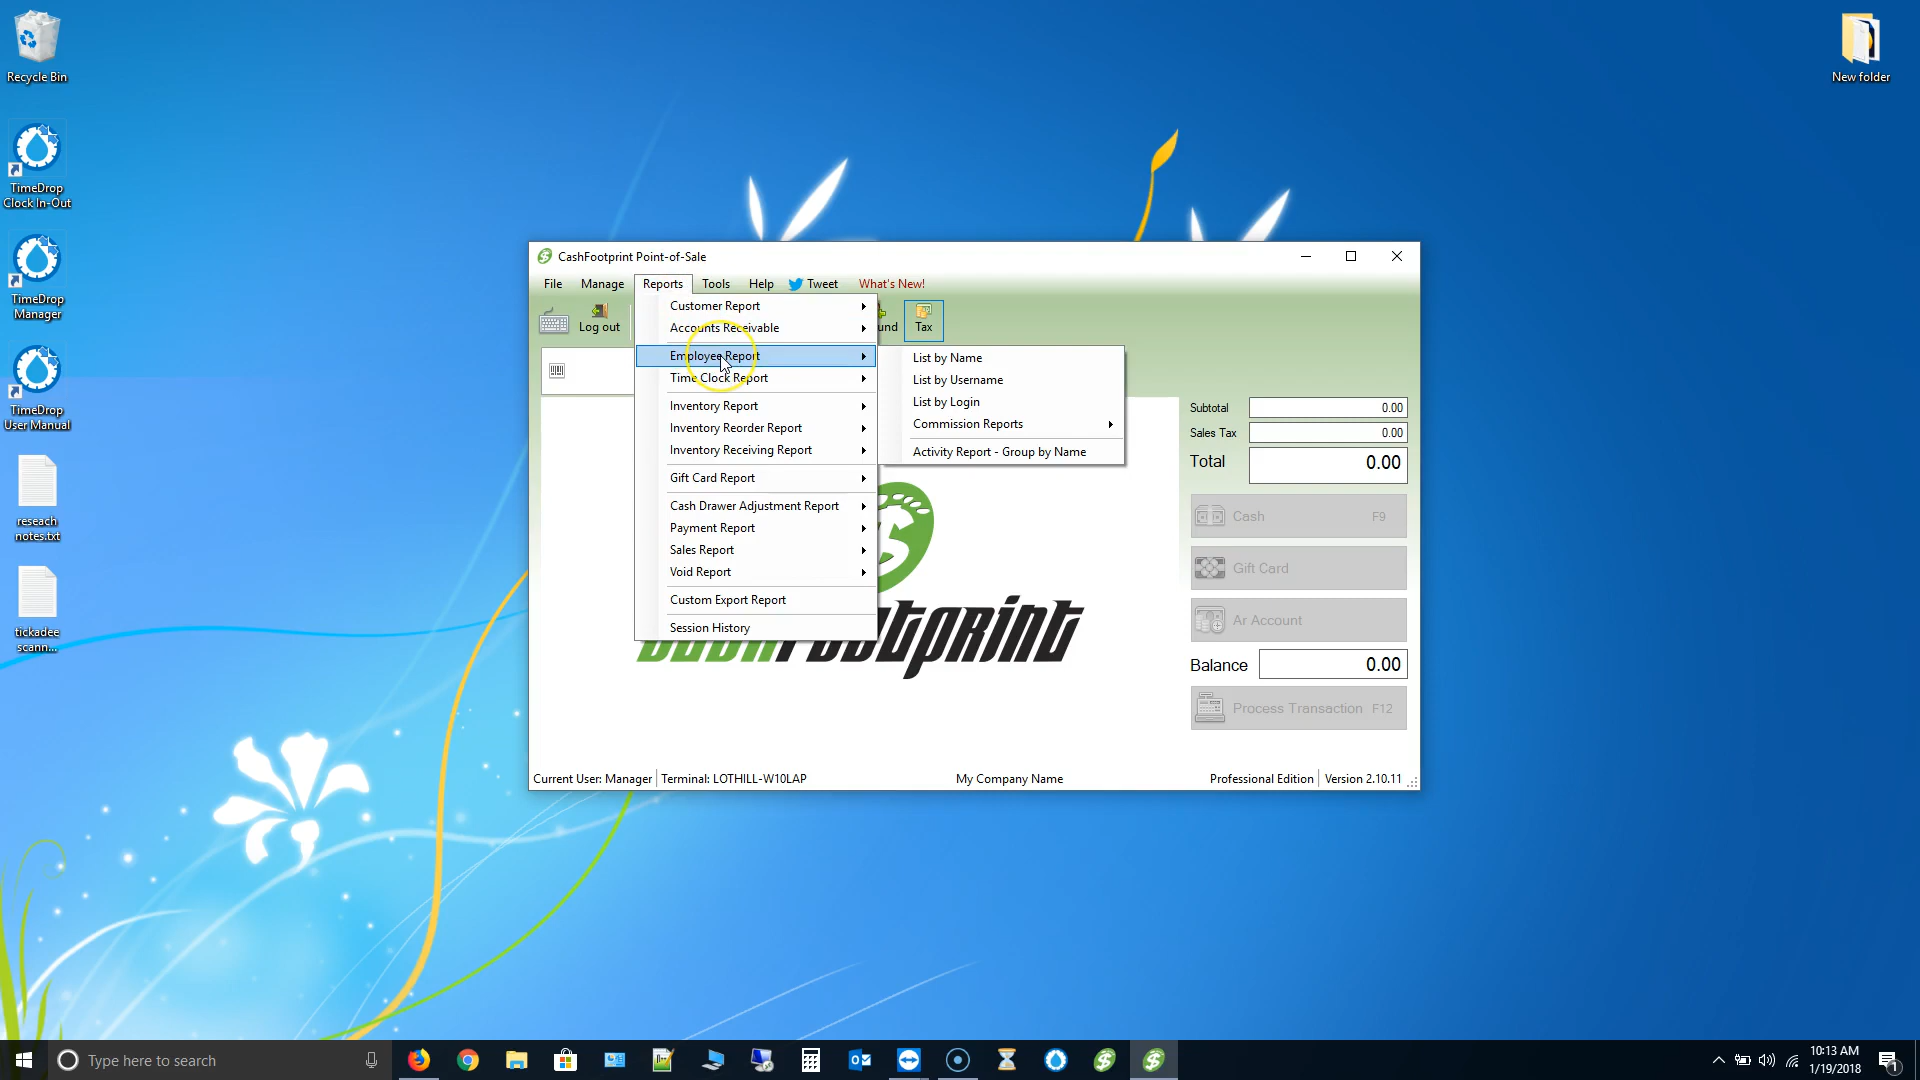 Recycle Bin
TimeDrop
Clock In-Out
TimeDrop
Manager
TimeDrop
User Manual
reseach
notes.txt
tickadee
scann...
New folder
CashFootprint Point-of-Sale
File Manage Reports Tools Help Tweet What's New!
Log out
und
Tax
Customer Report
Accounts Receivable
Employee Report
Time Clock Report
Inventory Report
Inventory Reorder Report
Inventory Receiving Report
Gift Card Report
Cash Drawer Adjustment Report
Payment Report
Sales Report
Void Report
Custom Export Report
Session History
List by Name
List by Username
List by Login
Commission Reports
Activity Report - Group by Name
Subtotal 0.00
Sales Tax 0.00
Total 0.00
Cash F9
Gift Card
Ar Account
Balance 0.00
Process Transaction F12
Current User: Manager Terminal: LOTHILL-W10LAP My Company Name Professional Edition Version 2.10.11
Type here to search
10:13 AM
1/19/2018
1